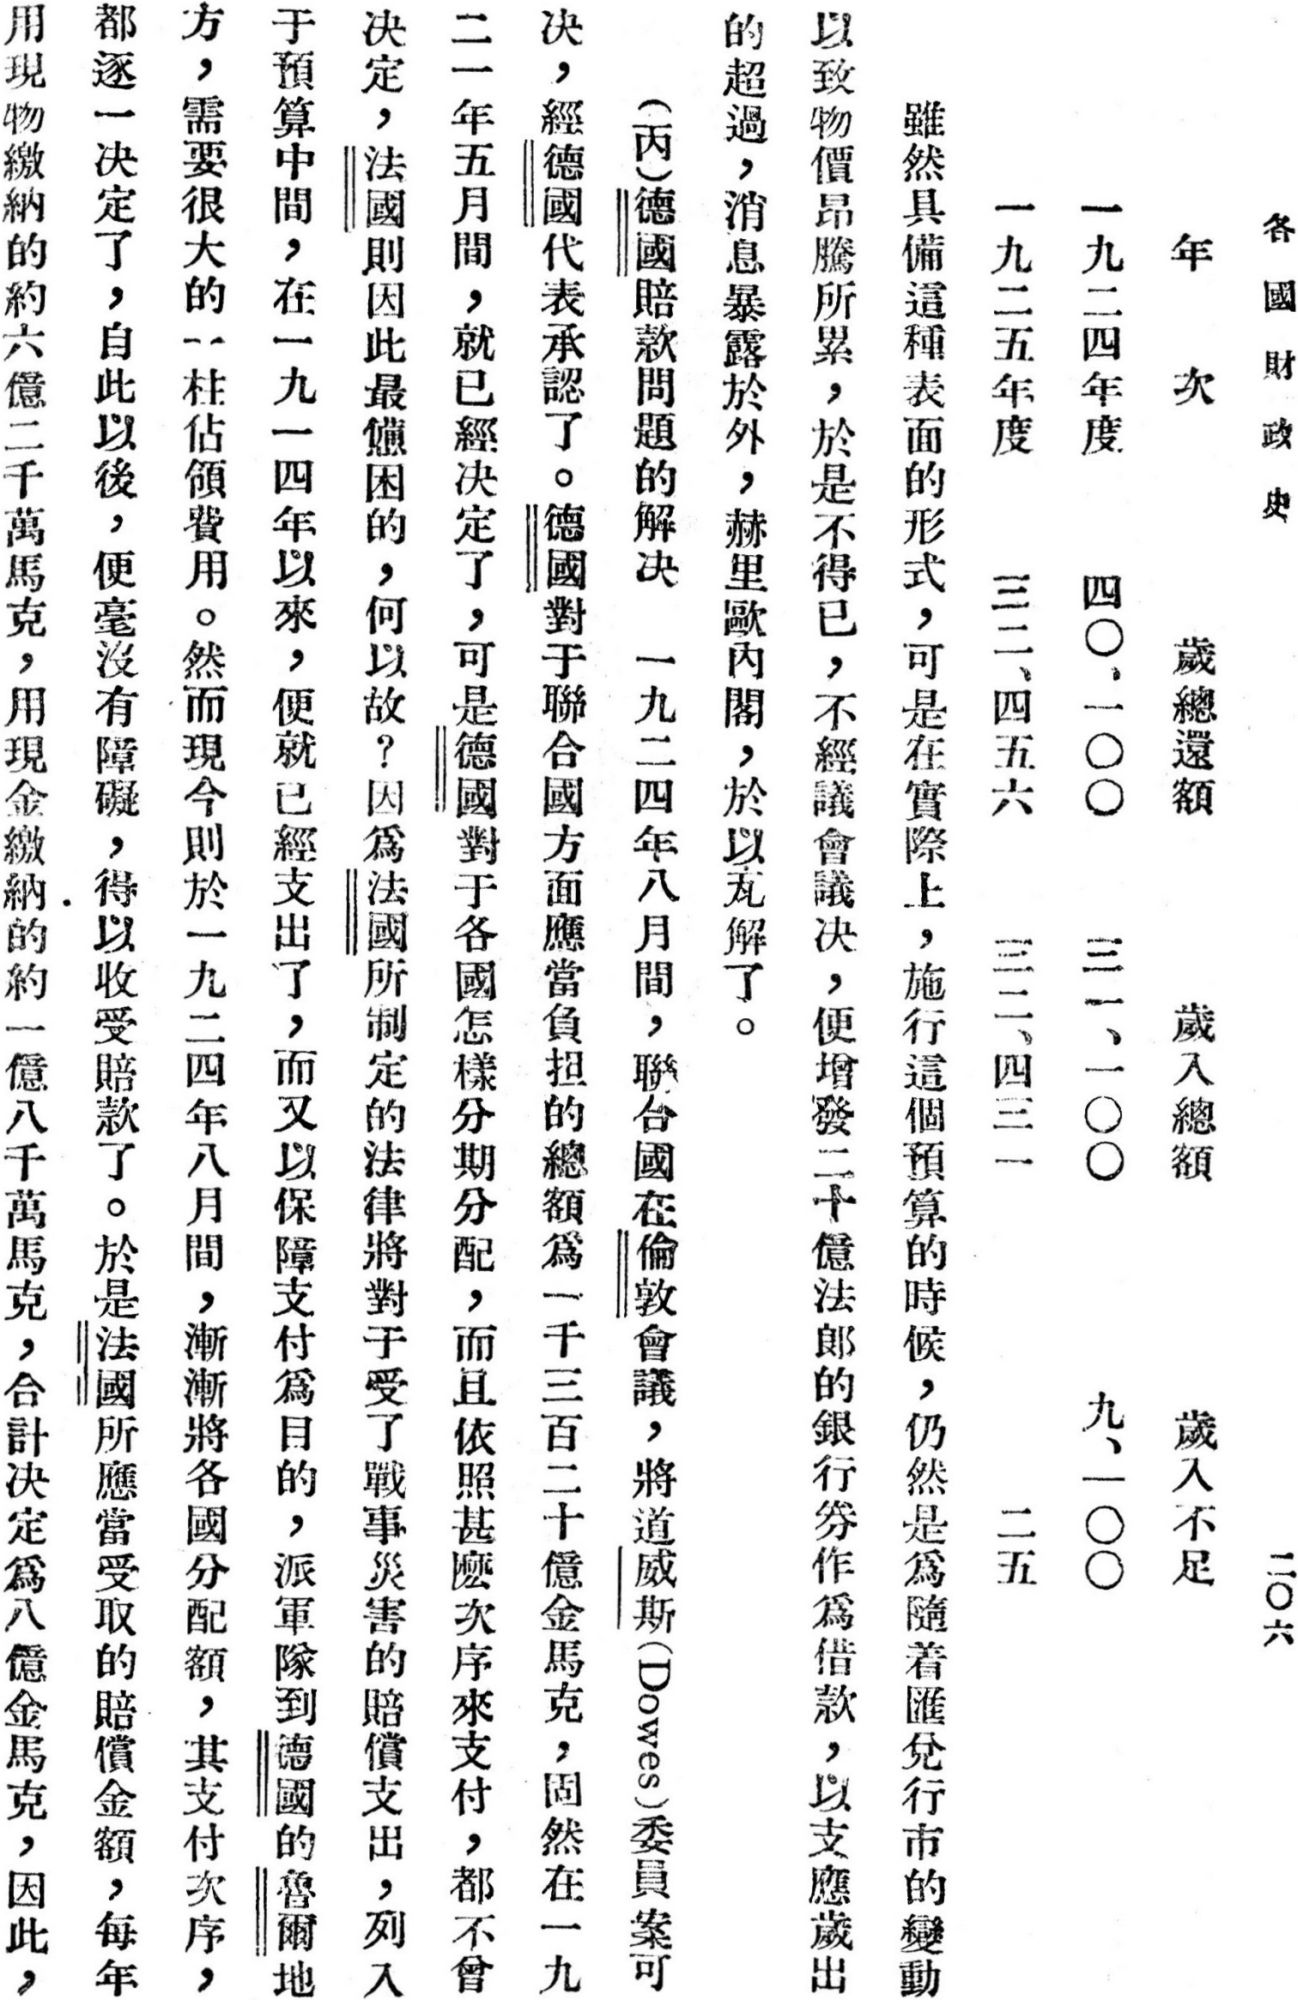 各國財政史
二〇六
年次 歲總還額 歲入總額 歲入不足
一九二四年度 四〇、一〇〇 三一、一〇〇 九、一〇〇
一九二五年度 三二、四五六 三二、四三一 二五
雖然具備這種表面的形式，可是在實際上，施行這個預算的時候，仍然是爲隨着匯兌行市的變動
以致物價昂騰所累，於是不得已，不經議會議决，便增發二十億法郎的銀行券作爲借款，以支應歲出
的超過，消息暴露於外，赫里歐內閣，於以瓦解了。
(丙)德國賠款問題的解决　一九二四年八月間，聯合國在倫敦會議，將道威斯(Dowes)委員案可
决，經德國代表承認了。德國對于聯合國方面應當負担的總額爲一千三百二十億金馬克，固然在一九
二一年五月間，就已經决定了，可是德國對于各國怎樣分期分配，而且依照甚麽次序來支付，都不曾
决定，法國則因此最憊困的，何以故？因爲法國所制定的法律將對于受了戰事災害的賠償支出，列入
于預算中間，在一九一四年以來，便就已經支出了，而又以保障支付爲目的，派軍隊到德國的魯爾地
方，需要很大的一柱佔領費用。然而現今則於一九二四年八月間，漸漸將各國分配額，其支付次序，
都逐一决定了，自此以後，便毫沒有障礙，得以收受賠款了。於是法國所應當受取的賠償金額，每年
用現物繳納的約六億二千萬馬克，用現金繳納的約一億八千萬馬克，合計决定爲八億金馬克，因此，